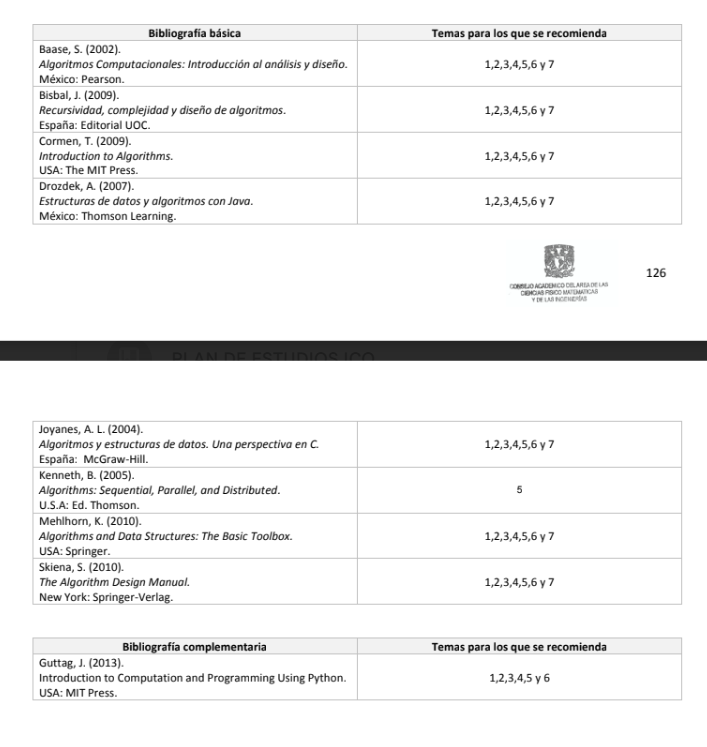 Bibliografía básica
Temas para los que se recomienda
Baase, S. (2002).
Algoritmos Computacionales: Introducción al análisis y diseño.
México: Pearson.
1,2,3,4,5,6 y 7
Bisbal, J. (2009).
Recursividad, complejidad y diseño de algoritmos.
España: Editorial UOC.
1,2,3,4,5,6 y 7
Cormen, T. (2009).
Introduction to Algorithms.
USA: The MIT Press.
1,2,3,4,5,6 y 7
Drozdek, A. (2007).
Estructuras de datos y algoritmos con Java.
México: Thomson Learning.
1,2,3,4,5,6 y 7
CONSEJO ACADEMICO DEL AREA DE LAS
CIENCIAS FISICO MATEMATICAS
Y DE LAS INGENIERÍAS
126
PLAN DE ESTUDIOS ICO
Joyanes, A. L. (2004).
Algoritmos y estructuras de datos. Una perspectiva en C.
España: McGraw-Hill.
1,2,3,4,5,6 y 7
Kenneth, B. (2005).
Algorithms: Sequential, Parallel, and Distributed.
U.S.A: Ed. Thomson.
5
Mehlhorn, K. (2010).
Algorithms and Data Structures: The Basic Toolbox.
USA: Springer.
1,2,3,4,5,6 y 7
Skiena, S. (2010).
The Algorithm Design Manual.
New York: Springer-Verlag.
1,2,3,4,5,6 y 7
Bibliografía complementaria
Temas para los que se recomienda
Guttag, J. (2013).
Introduction to Computation and Programming Using Python.
USA: MIT Press.
1,2,3,4,5 y 6